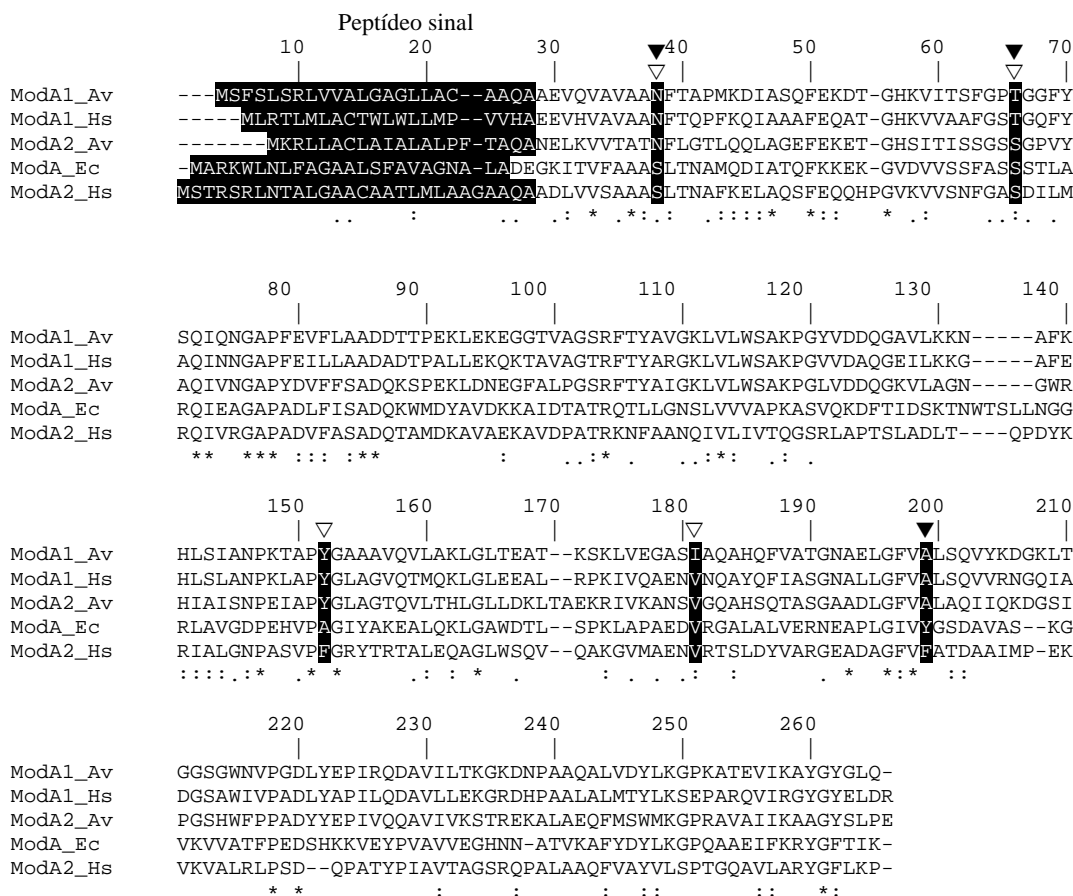 Peptídeo sinal
10 20 30 40 50 60 70
ModA1_Av ---MSFSLSRLVVALGAGLLAC--AAQAAEVQVAVAANFTAPMKDIASQFEKDT-GHKVITSFGPTGGFY
ModA1_Hs -----MLRTLMLACTWLWLLMP--VVHAEEVHVAVAANFTQPFKQIAAAFEQAT-GHKVVAAFGSTGQFY
ModA2_Av -------MKRLLACLAIALALPF-TAQANELKVVTATNFLGTLQQLAGEFEKET-GHSITISSGSSGPVY
ModA_Ec -MARKWLNLFAGAALSFAVAGNA-LADEGKITVFAAASLTNAMQDIATQFKKEK-GVDVVSSFASSSTLA
ModA2_Hs MSTRSRLNTALGAACAATLMLAAGAAQAADLVVSAAASLTNAFKELAQSFEQQHPGVKVVSNFGASDILM
.. : . . .: * .*:.: .:::: *:: * .: . .:. .
80 90 100 110 120 130 140
ModA1_Av SQIQNGAPFEVFLAADDTTPEKLEKEGGTVAGSRFTYAVGKLVLWSAKPGYVDDQGAVLKKN-----AFK
ModA1_Hs AQINNGAPFEILLAADADTPALLEKQKTAVAGSRFTYARGKLVLWSAKPGVVDAQGEILKKG-----AFE
ModA2_Av AQIVNGAPYDVFFSADQKSPEKLDNEGFALPGSRFTYAIGKLVLWSAKPGLVDDQGKVLAGN-----GWR
ModA_Ec RQIEAGAPADLFISADQKWMDYAVDKKAIDTATRQTLLGNSLVVVAPKASVQKDFTIDSKTNWTSLLNGG
ModA2_Hs RQIVRGAPADVFASADQTAMDKAVAEKAVDPATRKNFAANQIVLIVTQGSRLAPTSLADLT----QPDYK
** *** ::: :** : ..:* . .:*: . : .
150 160 170 180 190 200 210
ModA1_Av HLSIANPKTAPYGAAAVQVLAKLGLTEAT--KSKLVEGASIAQAHQFVATGNAELGFVALSQVYKDGKLT
ModA1_Hs HLSLANPKLAPYGLAGVQTMQKLGLEEAL--RPKIVQAENVNQAYQFIASGNALLGFVALSQVVRNGQIA
ModA2_Av HIAISNPEIAPYGLAGTQVLTHLGLLDKLTAEKRIVKANSVGQAHSQTASGAADLGFVALAQIIQKDGSI
ModA_Ec RLAVGDPEHVPAGIYAKEALQKLGAWDTL--SPKLAPAEDVRGALALVERNEAPLGIVYGSDAVAS--KG
ModA2_Hs RIALGNPASVPFGRYTRTALEQAGLWSQV--QAKGVMAENVRTSLDYVARGEADAGFVFATDAAIMP-EK
::::.:* .* * .: : * . : . .: : . * *:* ::
220 230 240 250 260
ModA1_Av GGSGWNVPGDLYEPIRQDAVILTKGKDNPAAQALVDYLKGPKATEVIKAYGYGLQ-
ModA1_Hs DGSAWIVPADLYAPILQDAVLLEKGRDHPAALALMTYLKSEPARQVIRGYGYELDR
ModA2_Av PGSHWFPPADYYEPIVQQAVIVKSTREKALAEQFMSWMKGPRAVAIIKAAGYSLPE
ModA_Ec VKVVATFPEDSHKKVEYPVAVVEGHNN-ATVKAFYDYLKGPQAAEIFKRYGFTIK-
ModA2_Hs VKVALRLPSD--QPATYPIAVTAGSRQPALAAQFVAYVLSPTGQAVLARYGFLKP-
* * : : . :: :: *: